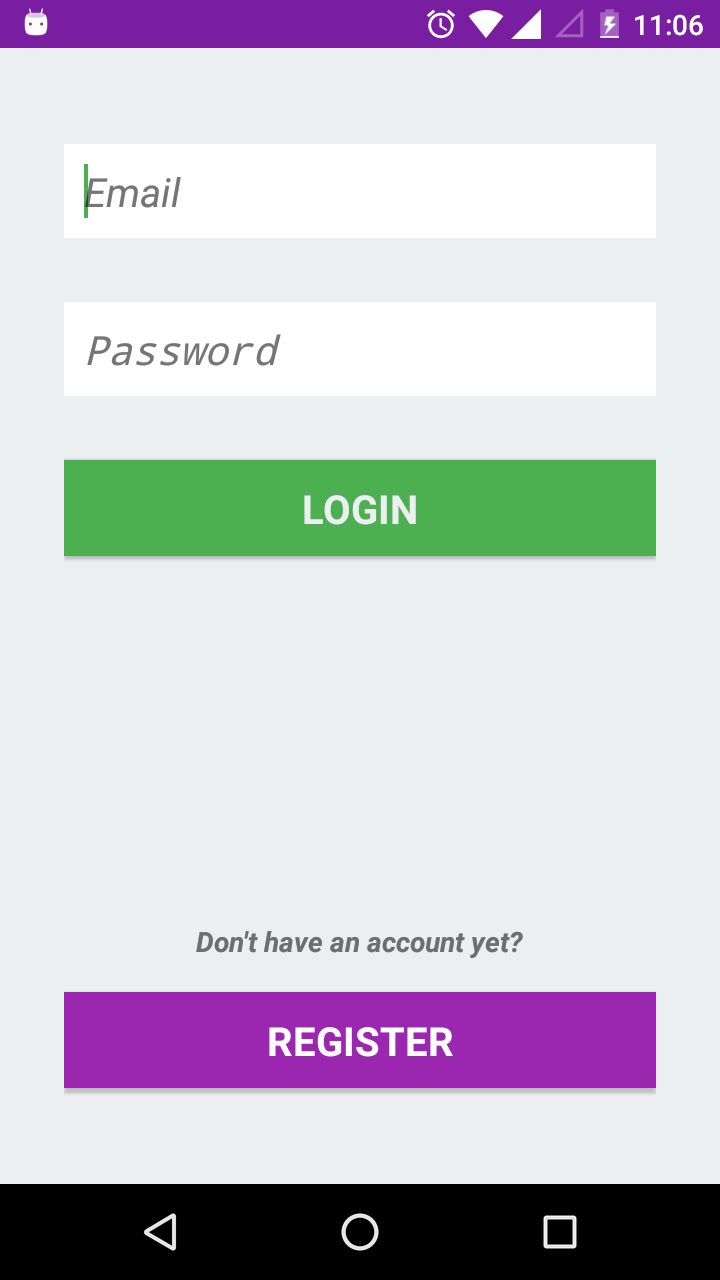 11:06
Email
Password
LOGIN
Don't have an account yet?
REGISTER